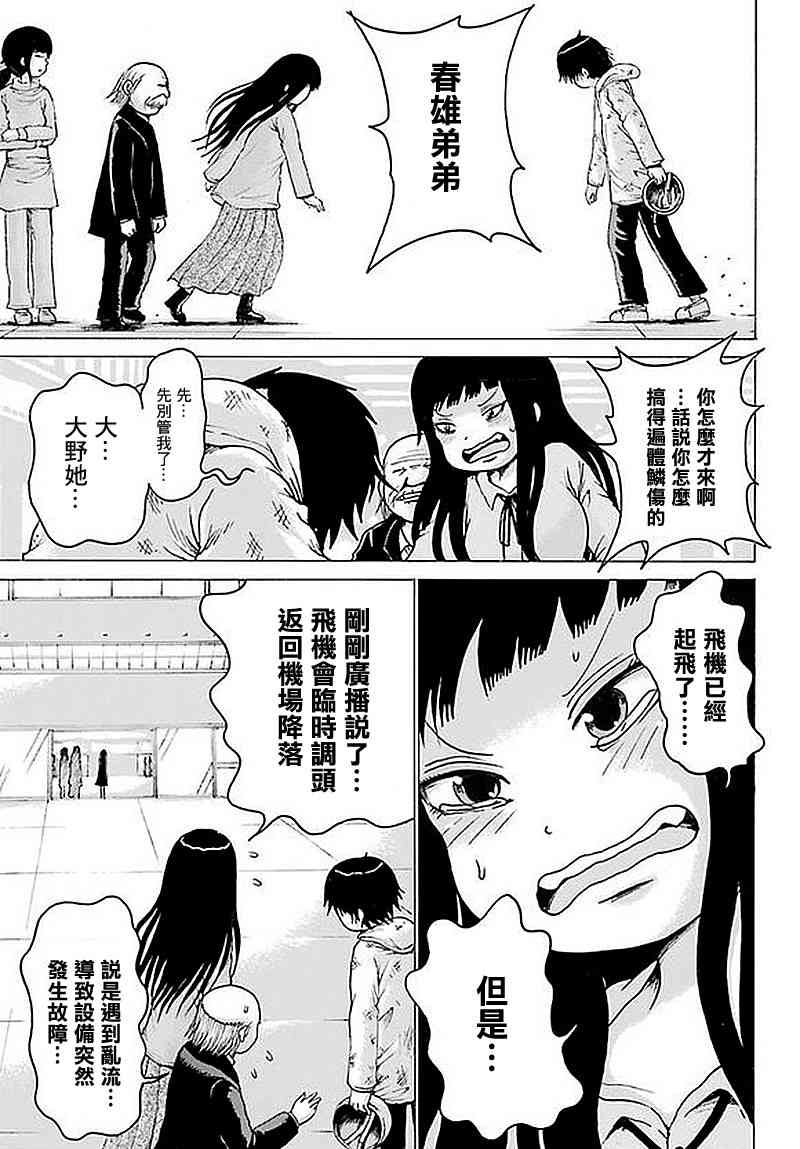 春雄弟弟
你怎麼才來啊
…話說你怎麼
搞得遍體鱗傷的
先…
先別管我了…
大…
大野她…
飛機已經
起飛了……
但是…
剛剛廣播說了…
飛機會臨時調頭
返回機場降落
說是遇到亂流…
導致設備突然
發生故障…